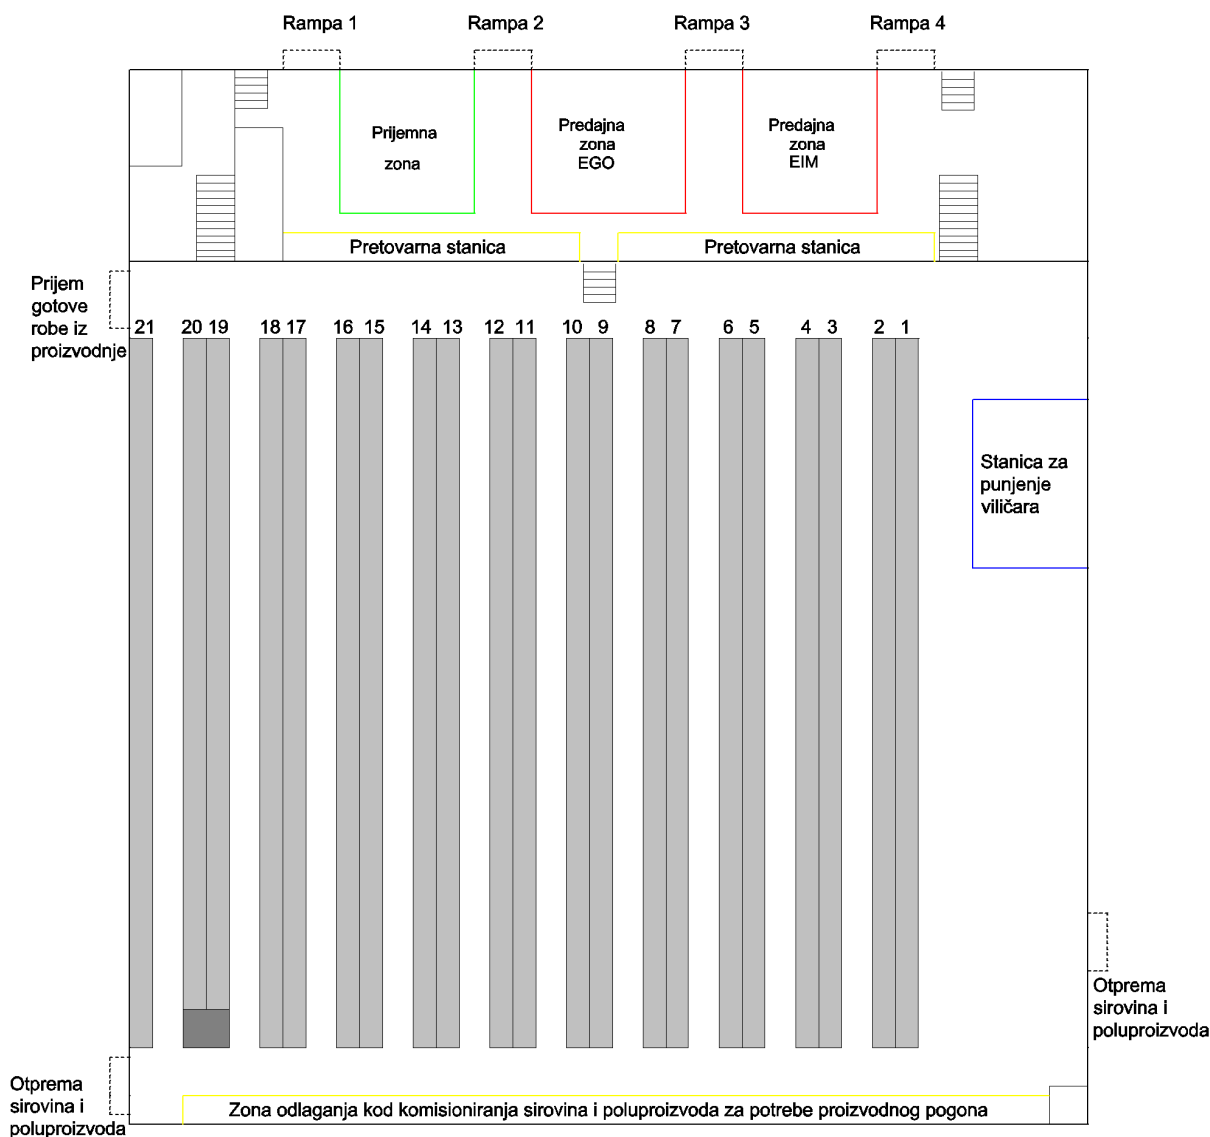 Rampa 1
Rampa 2
Rampa 3
Rampa 4
Prijemna
zona
Predajna
zona
EGO
Predajna
zona
EIM
Pretovarna stanica
Pretovarna stanica
Prijem
gotove
robe iz
proizvodnje
21 20 19 18 17 16 15 14 13 12 11 10 9 8 7 6 5 4 3 2 1
Stanica za
punjenje
viličara
Otprema
sirovina i
poluproizvoda
Otprema
sirovina i
poluproizvoda
Zona odlaganja kod komisioniranja sirovina i poluproizvoda za potrebe proizvodnog pogona